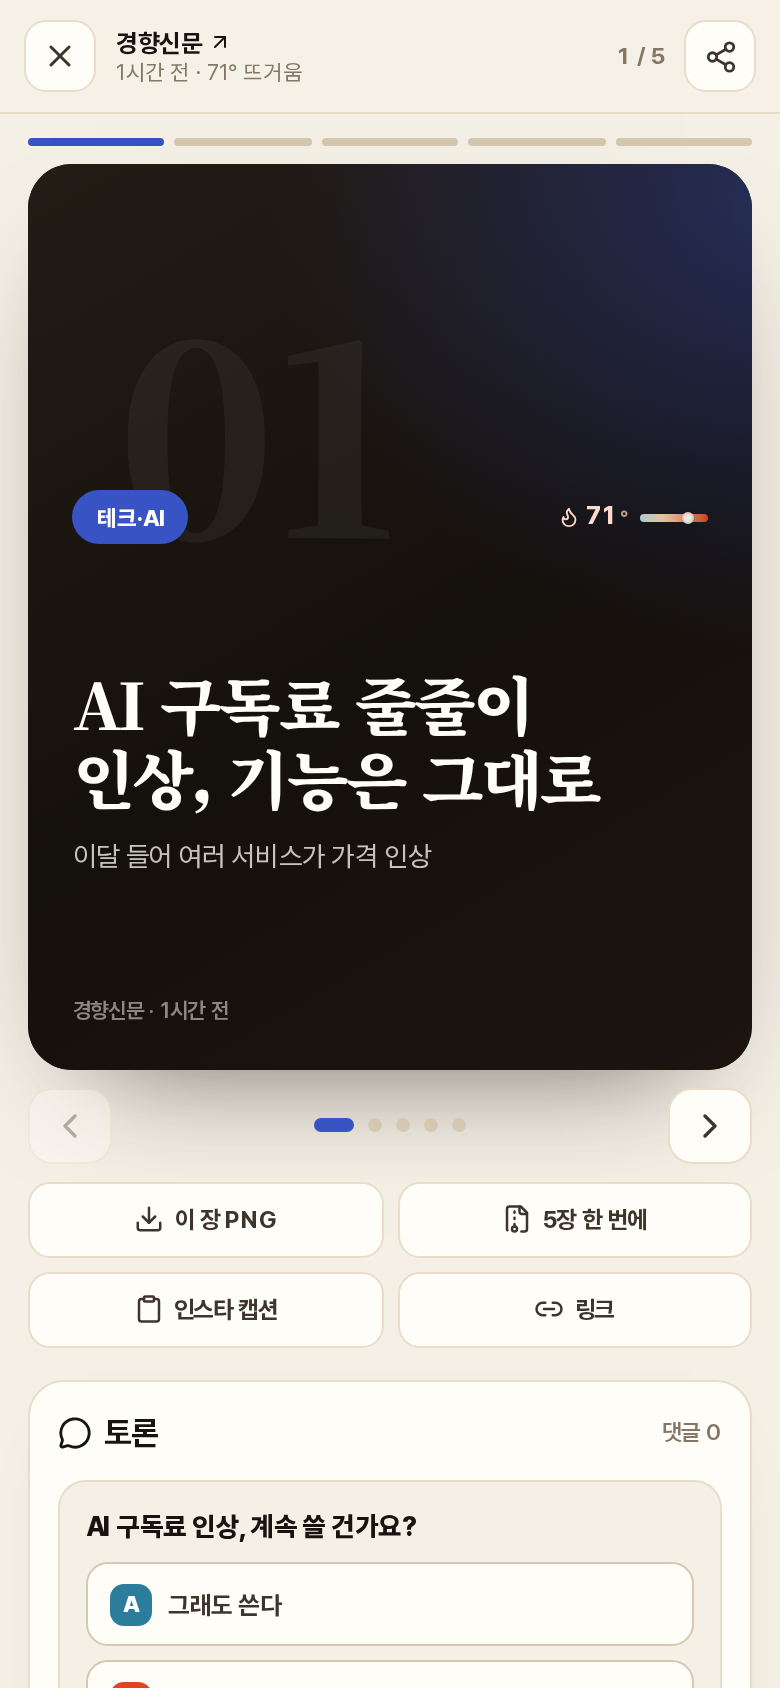 경향신문
1시간 전 · 71° 뜨거움
1 / 5
01
테크·AI
71°
AI 구독료 줄줄이
인상, 기능은 그대로
이달 들어 여러 서비스가 가격 인상
경향신문 · 1시간 전
이 장 PNG
5장 한 번에
인스타 캡션
링크
토론
댓글 0
AI 구독료 인상, 계속 쓸 건가요?
A 그래도 쓴다